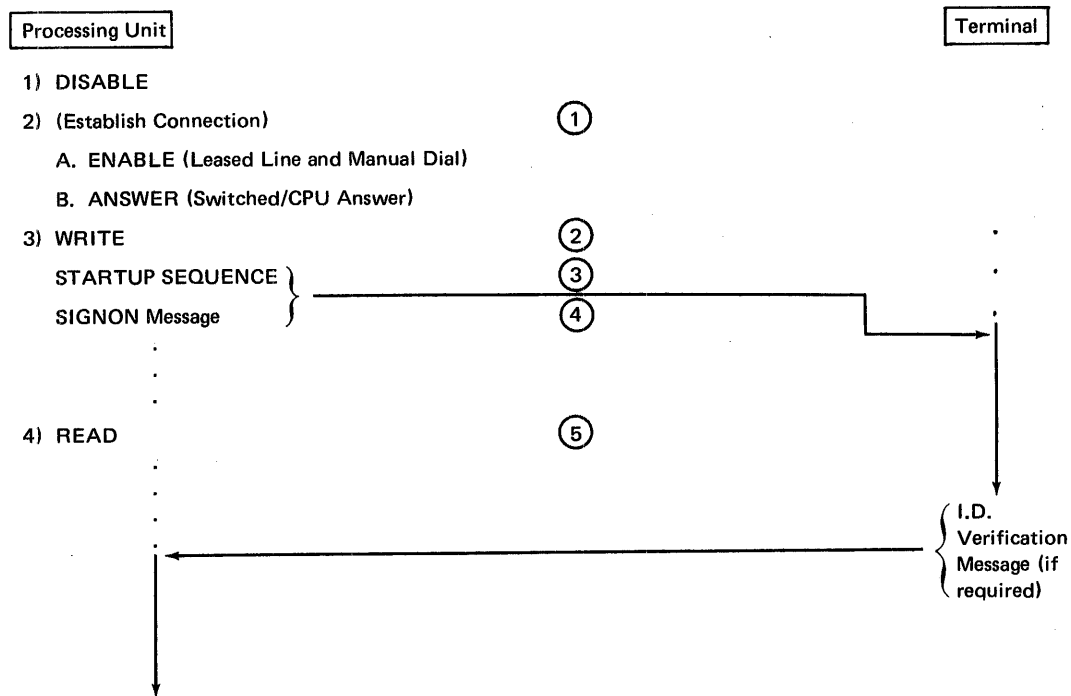 Processing Unit
Terminal
1) DISABLE
2) (Establish Connection)
1
A. ENABLE (Leased Line and Manual Dial)
B. ANSWER (Switched/CPU Answer)
3) WRITE
2
STARTUP SEQUENCE
3
SIGNON Message
4
4) READ
5
I.D.
Verification
Message (if
required)